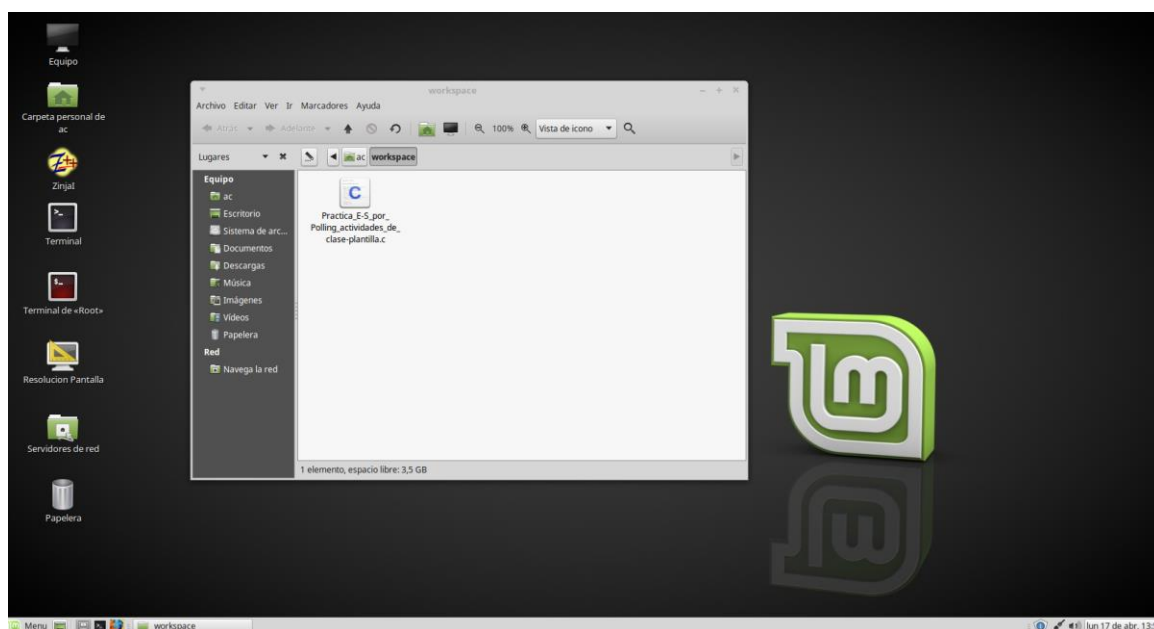 Equipo
Carpeta personal de
ac
ZinjaI
Terminal
Terminal de «Root»
Resolucion Pantalla
Servidores de red
Papelera
workspace
Archivo Editar Ver Ir Marcadores Ayuda
Atrás Adelante 100% Vista de icono
Lugares ac workspace
Equipo
ac
Escritorio
Sistema de arc...
Documentos
Descargas
Música
Imágenes
Vídeos
Papelera
Red
Navega la red
Practica_E-S_por_
Polling_actividades_de_
clase-plantilla.c
1 elemento, espacio libre: 3,5 GB
Menu workspace lun 17 de abr, 13: